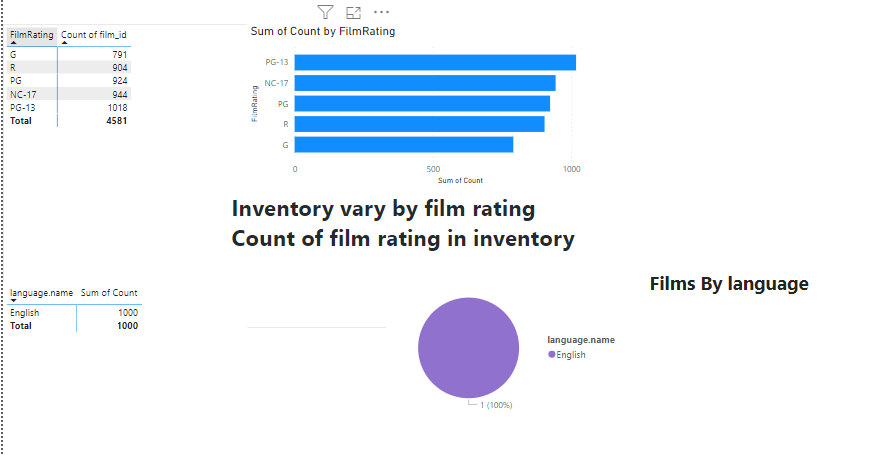 FilmRating Count of film_id
G 791
R 904
PG 924
NC-17 944
PG-13 1018
Total 4581
Sum of Count by FilmRating
FilmRating
PG-13
NC-17
PG
R
G
0 500 1000
Sum of Count
Inventory vary by film rating
Count of film rating in inventory
language.name Sum of Count
English 1000
Total 1000
Films By language
language.name
English
1 (100%)